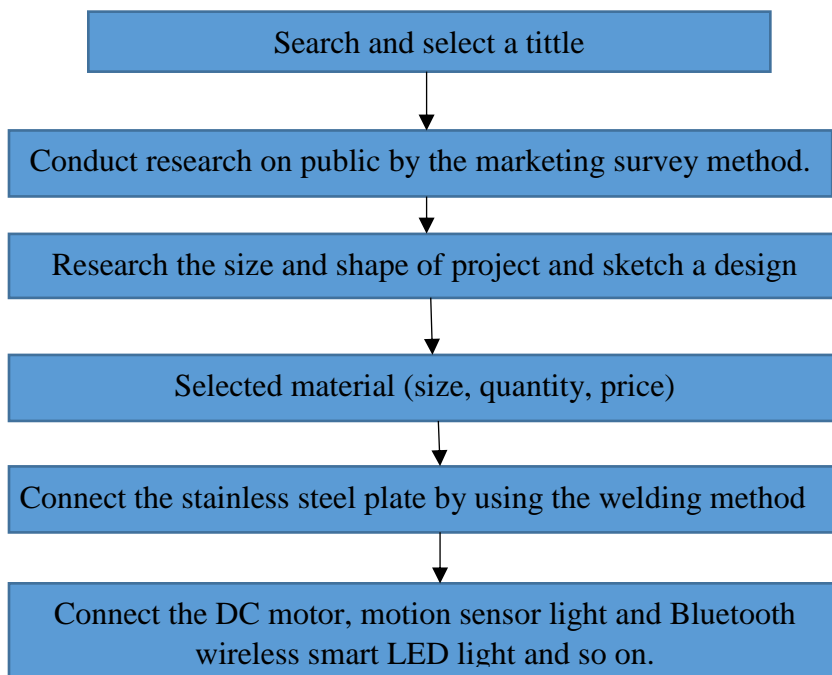 Search and select a tittle
Conduct research on public by the marketing survey method.
Research the size and shape of project and sketch a design
Selected material (size, quantity, price)
Connect the stainless steel plate by using the welding method
Connect the DC motor, motion sensor light and Bluetooth
wireless smart LED light and so on.